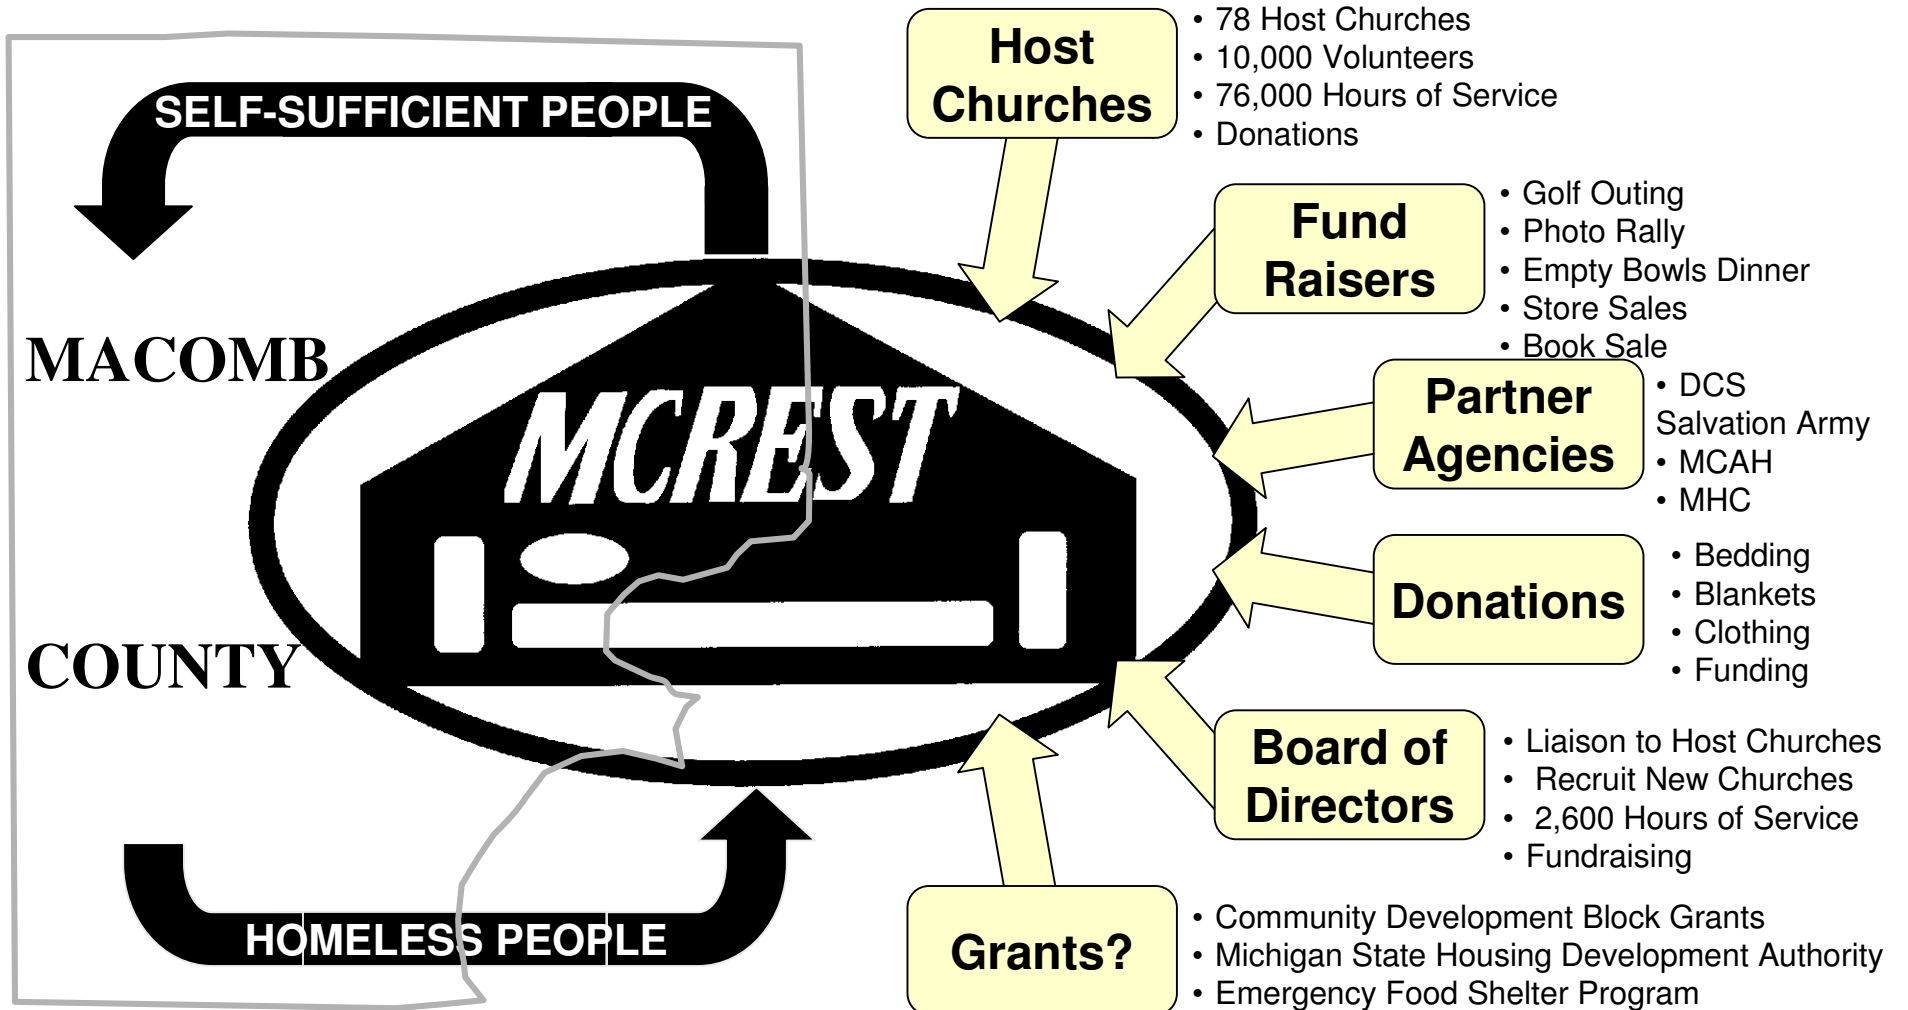 SELF-SUFFICIENT PEOPLE
MACOMB
MCREST
COUNTY
HOMELESS PEOPLE
Host
Churches
• 78 Host Churches
• 10,000 Volunteers
• 76,000 Hours of Service
• Donations
Fund
Raisers
• Golf Outing
• Photo Rally
• Empty Bowls Dinner
• Store Sales
• Book Sale
Partner
Agencies
• DCS
Salvation Army
• MCAH
• MHC
Donations
• Bedding
• Blankets
• Clothing
• Funding
Board of
Directors
• Liaison to Host Churches
• Recruit New Churches
• 2,600 Hours of Service
• Fundraising
Grants?
• Community Development Block Grants
• Michigan State Housing Development Authority
• Emergency Food Shelter Program